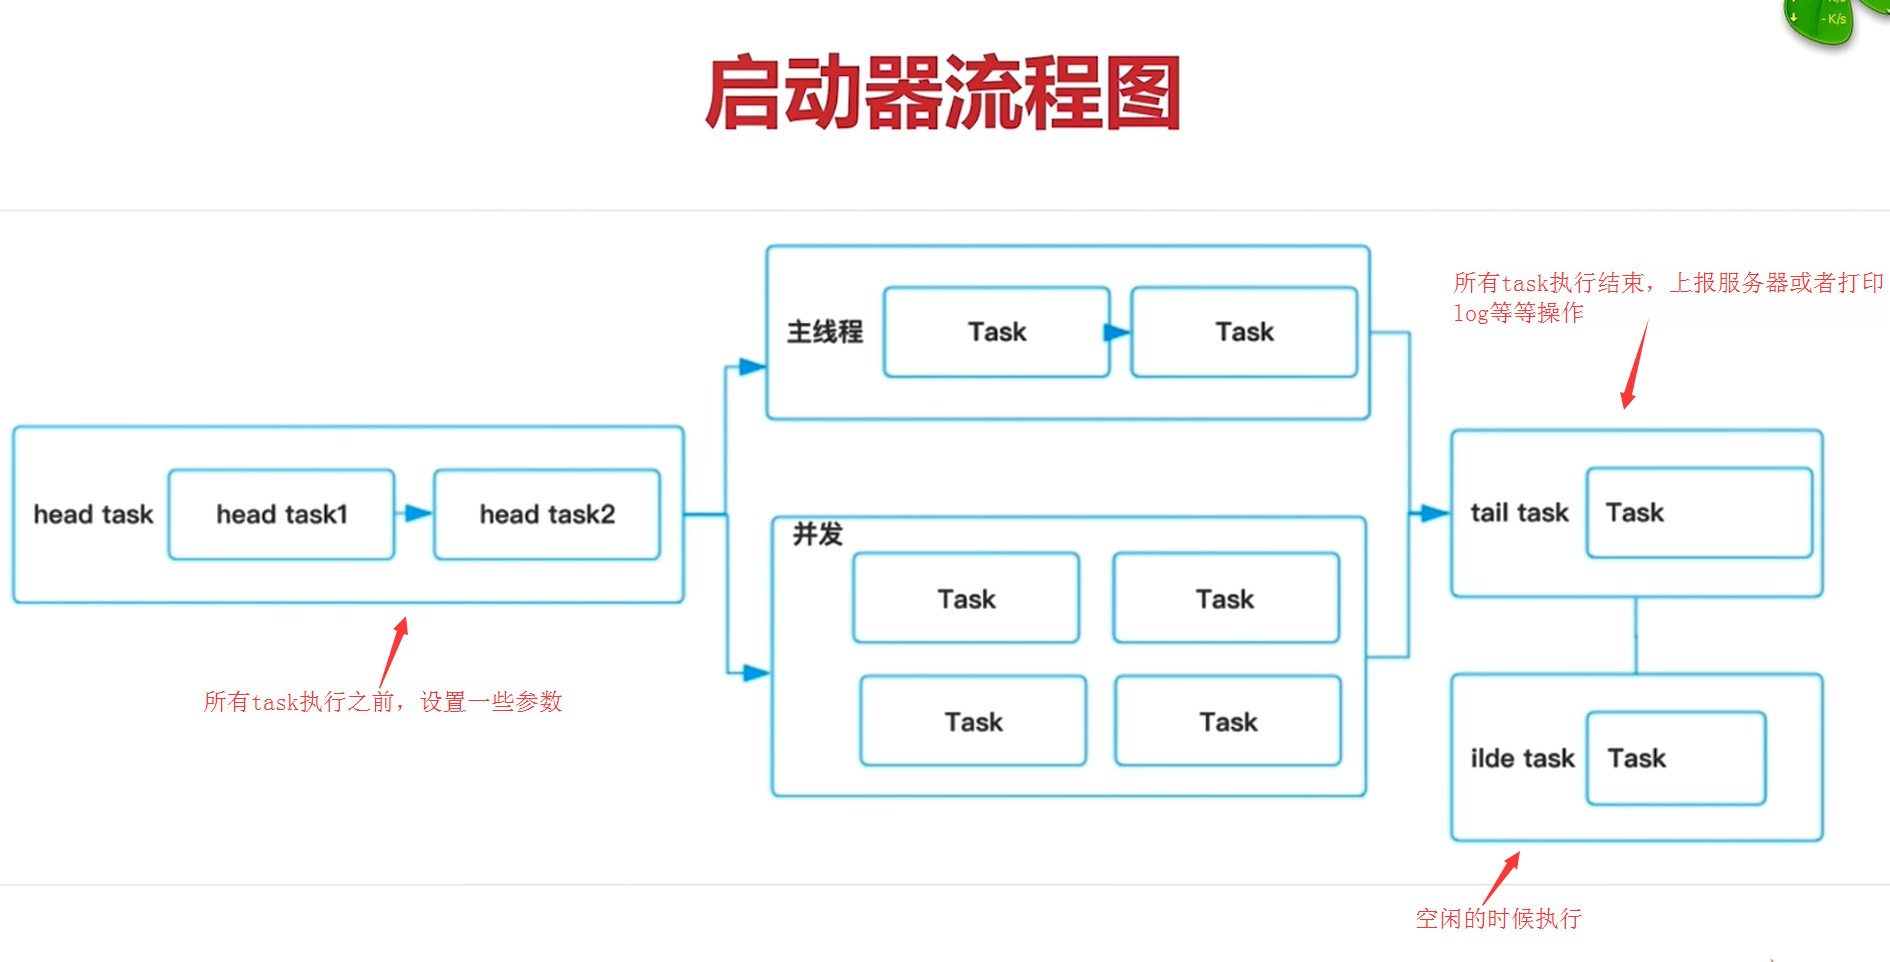 -K/s
启动器流程图
所有task执行结束，上报服务器或者打印
log等等操作
主线程
Task
Task
head task
head task1
head task2
并发
Task
Task
Task
Task
tail task
Task
所有task执行之前，设置一些参数
ilde task
Task
空闲的时候执行